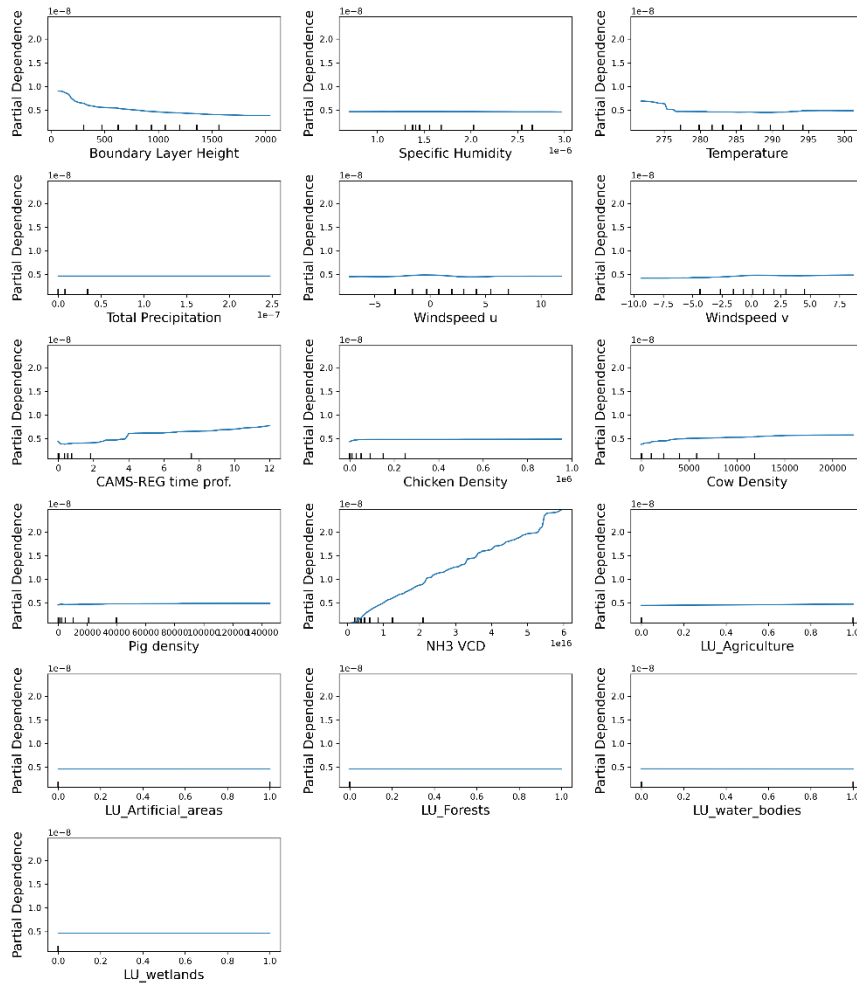 1e−8 1e−8 1e−8
Partial Dependence Partial Dependence Partial Dependence
2.0 2.0 2.0
1.5 1.5 1.5
1.0 1.0 1.0
0.5 0.5 0.5
0 500 1000 1500 2000 1.0 1.5 2.0 2.5 3.0 275 280 285 290 295 300
Boundary Layer Height Specific Humidity 1e−6 Temperature
1e−8 1e−8 1e−8
Partial Dependence Partial Dependence Partial Dependence
2.0 2.0 2.0
1.5 1.5 1.5
1.0 1.0 1.0
0.5 0.5 0.5
0.0 0.5 1.0 1.5 2.0 2.5 −5 0 5 10 −10.0 −7.5 −5.0 −2.5 0.0 2.5 5.0 7.5
Total Precipitation 1e−7 Windspeed u Windspeed v
1e−8 1e−8 1e−8
Partial Dependence Partial Dependence Partial Dependence
2.0 2.0 2.0
1.5 1.5 1.5
1.0 1.0 1.0
0.5 0.5 0.5
0 2 4 6 8 10 12 0.0 0.2 0.4 0.6 0.8 1.0 0 5000 10000 15000 20000
CAMS-REG time prof. Chicken Density 1e6 Cow Density
1e−8 1e−8 1e−8
Partial Dependence Partial Dependence Partial Dependence
2.0 2.0 2.0
1.5 1.5 1.5
1.0 1.0 1.0
0.5 0.5 0.5
0 20000 40000 60000 80000 100000 120000 140000 0 1 2 3 4 5 6 0.0 0.2 0.4 0.6 0.8 1.0
Pig density NH3 VCD 1e16 LU_Agriculture
1e−8 1e−8 1e−8
Partial Dependence Partial Dependence Partial Dependence
2.0 2.0 2.0
1.5 1.5 1.5
1.0 1.0 1.0
0.5 0.5 0.5
0.0 0.2 0.4 0.6 0.8 1.0 0.0 0.2 0.4 0.6 0.8 1.0 0.0 0.2 0.4 0.6 0.8 1.0
LU_Artificial_areas LU_Forests LU_water_bodies
1e−8
Partial Dependence
2.0
1.5
1.0
0.5
0.0 0.2 0.4 0.6 0.8 1.0
LU_wetlands